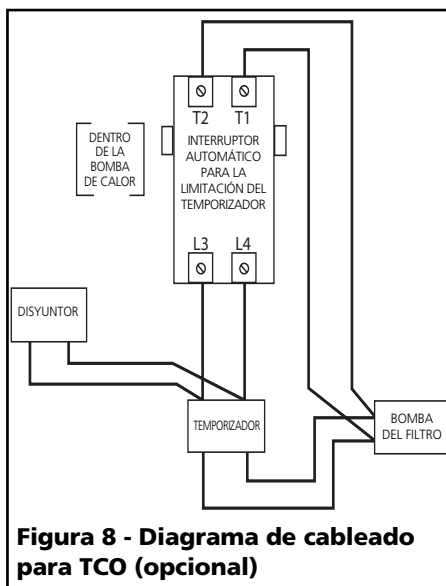 T2 T1
DENTRO
DE LA
BOMBA
DE CALOR
INTERRUPTOR
AUTOMÁTICO
PARA LA
LIMITACIÓN DEL
TEMPORIZADOR
L3 L4
DISYUNTOR
TEMPORIZADOR
BOMBA
DEL FILTRO
Figura 8 - Diagrama de cableado
para TCO (opcional)